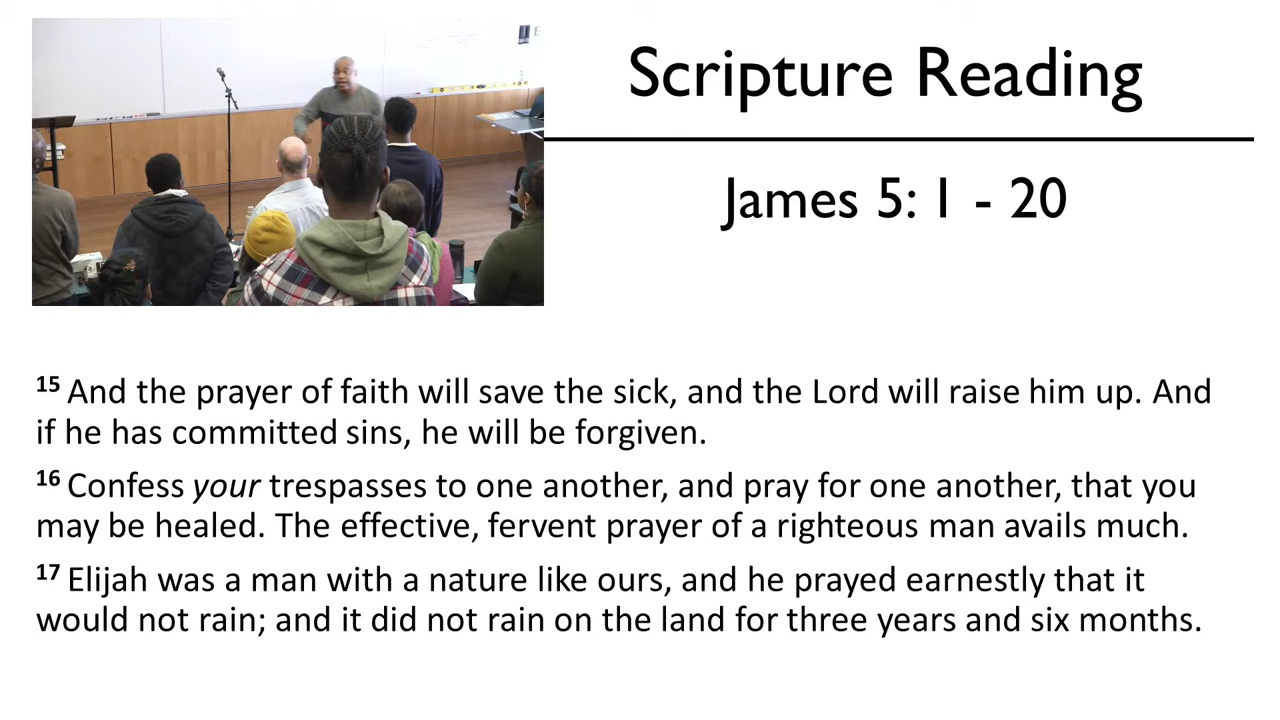 Scripture Reading
James 5: 1 - 20
15 And the prayer of faith will save the sick, and the Lord will raise him up. And
if he has committed sins, he will be forgiven.
16 Confess your trespasses to one another, and pray for one another, that you
may be healed. The effective, fervent prayer of a righteous man avails much.
17 Elijah was a man with a nature like ours, and he prayed earnestly that it
would not rain; and it did not rain on the land for three years and six months.